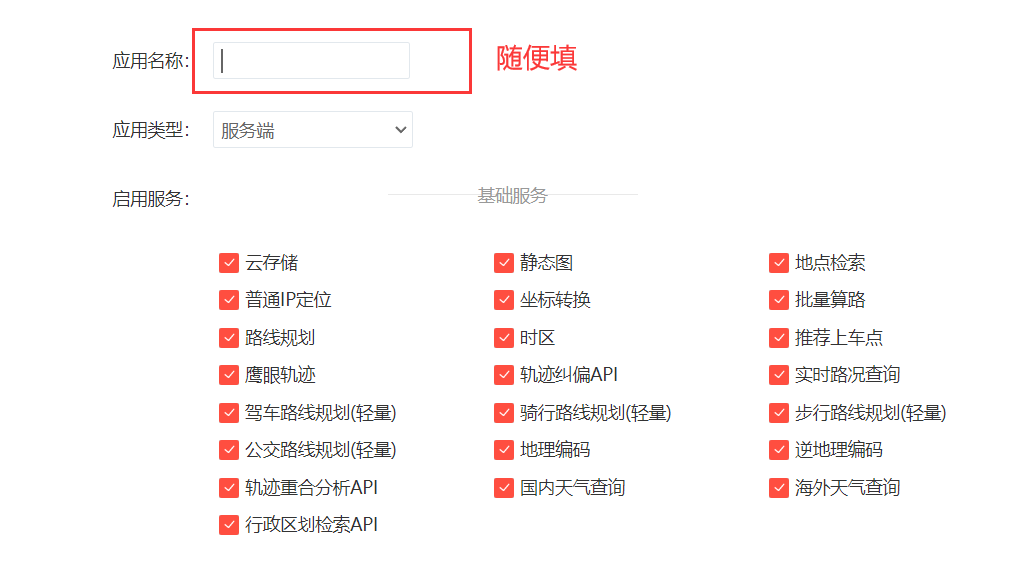 应用名称： 随便填
应用类型： 服务端
启用服务： 基础服务
云存储 静态图 地点检索
普通IP定位 坐标转换 批量算路
路线规划 时区 推荐上车点
鹰眼轨迹 轨迹纠偏API 实时路况查询
驾车路线规划(轻量) 骑行路线规划(轻量) 步行路线规划(轻量)
公交路线规划(轻量) 地理编码 逆地理编码
轨迹重合分析API 国内天气查询 海外天气查询
行政区划检索API